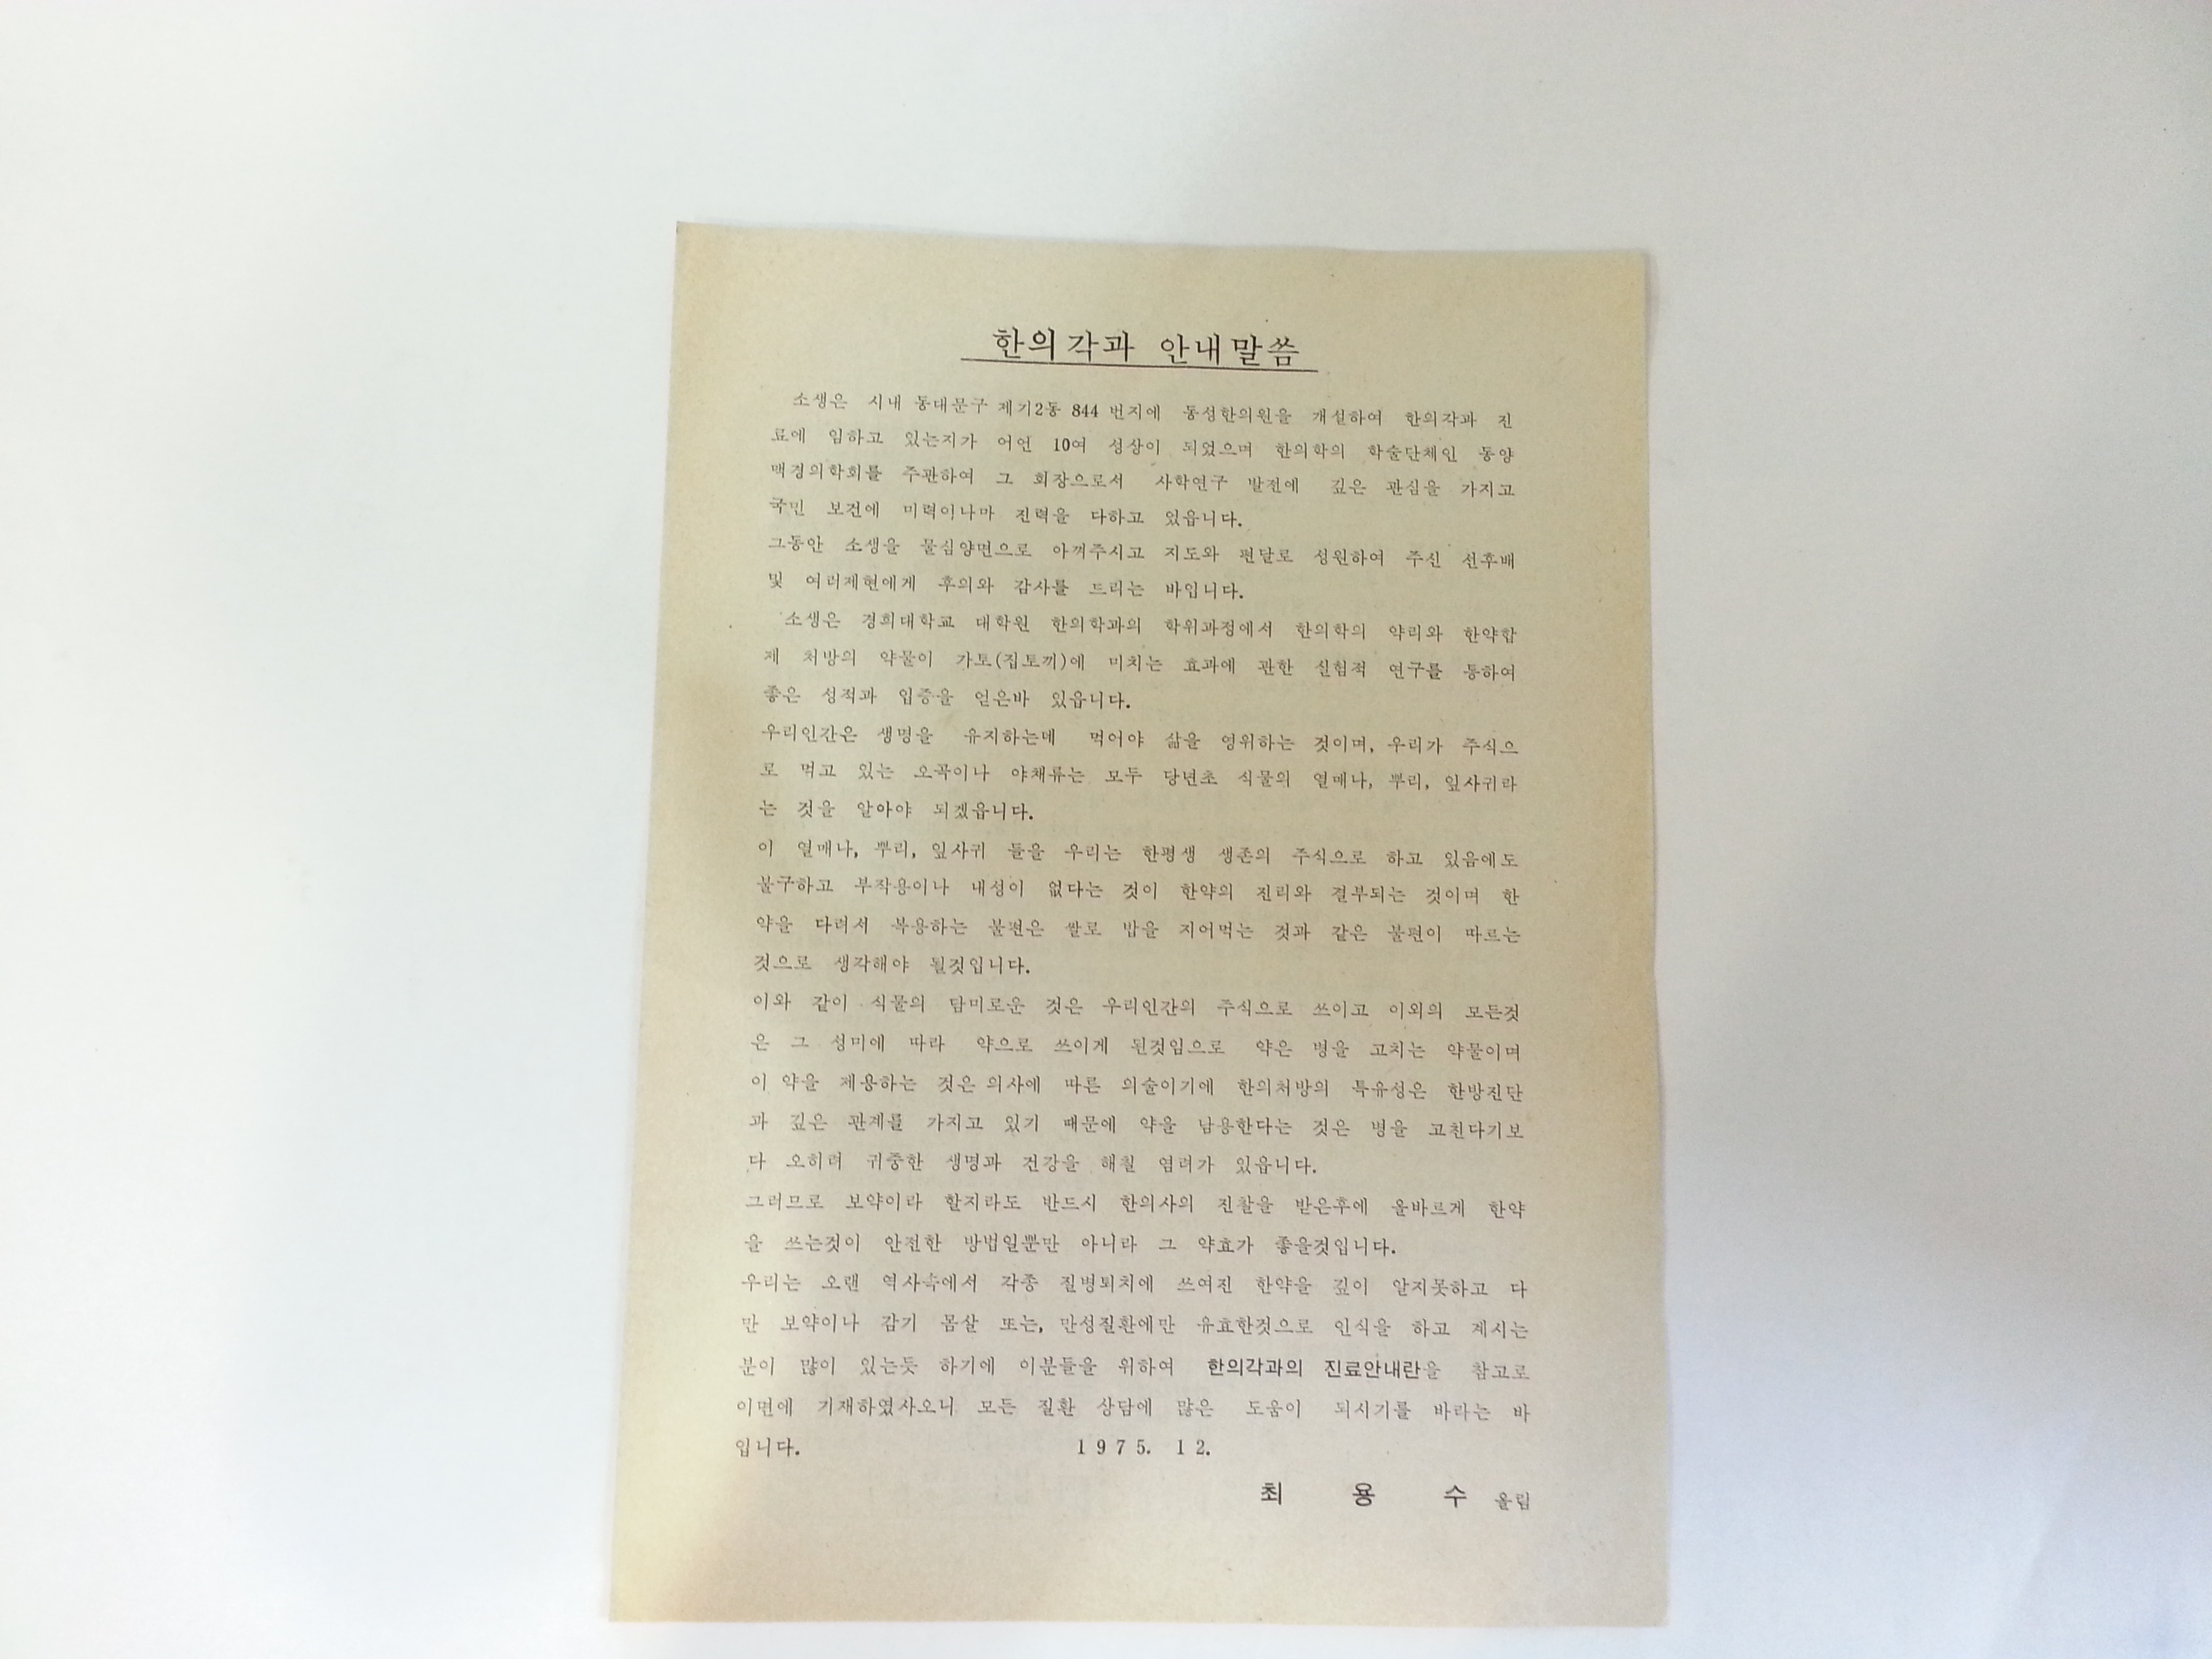 한의각과 안내말씀
소생은 시내 동대문구 제기2동 844 번지에 동성한의원을 개설하여 한의각과 진
료에 임하고 있는지가 어언 10여 성상이 되었으며 한의학의 학술단체인 동양
맥경의학회를 주관하여 그 회장으로서 사학연구 발전에 깊은 관심을 가지고
국민 보건에 미력이나마 진력을 다하고 있읍니다.
그동안 소생을 물심양면으로 아껴주시고 지도와 편달로 성원하여 주신 선후배
및 여러제현에게 후의와 감사를 드리는 바입니다.
소생은 경희대학교 대학원 한의학과의 학위과정에서 한의학의 약리와 한약합
제 처방의 약물이 가토(집토끼)에 미치는 효과에 관한 실험적 연구를 통하여
좋은 성적과 입증을 얻은바 있읍니다.
우리인간은 생명을 유지하는데 먹어야 삶을 영위하는 것이며, 우리가 주식으
로 먹고 있는 오곡이나 야채류는 모두 당년초 식물의 열매나, 뿌리, 잎사귀라
는 것을 알아야 되겠읍니다.
이 열매나, 뿌리, 잎사귀 들을 우리는 한평생 생존의 주식으로 하고 있음에도
불구하고 부작용이나 내성이 없다는 것이 한약의 진리와 결부되는 것이며 한
약을 다려서 복용하는 불편은 쌀로 밥을 지어먹는 것과 같은 불편이 따르는
것으로 생각해야 될것입니다.
이와 같이 식물의 담미로운 것은 우리인간의 주식으로 쓰이고 이외의 모든것
은 그 성미에 따라 약으로 쓰이게 된것임으로 약은 병을 고치는 약물이며
이 약을 제용하는 것은 의사에 따른 의술이기에 한의처방의 특유성은 한방진단
과 깊은 관계를 가지고 있기 때문에 약을 남용한다는 것은 병을 고친다기보
다 오히려 귀중한 생명과 건강을 해칠 염려가 있읍니다.
그러므로 보약이라 할지라도 반드시 한의사의 진찰을 받은후에 올바르게 한약
을 쓰는것이 안전한 방법일뿐만 아니라 그 약효가 좋을것입니다.
우리는 오랜 역사속에서 각종 질병퇴치에 쓰여진 한약을 깊이 알지못하고 다
만 보약이나 감기 몸살 또는, 만성질환에만 유효한것으로 인식을 하고 계시는
분이 많이 있는듯 하기에 이분들을 위하여 한의각과의 진료안내란을 참고로
이면에 기재하였사오니 모든 질환 상담에 많은 도움이 되시기를 바라는 바
입니다. 1975. 12.
최 용 수 올림